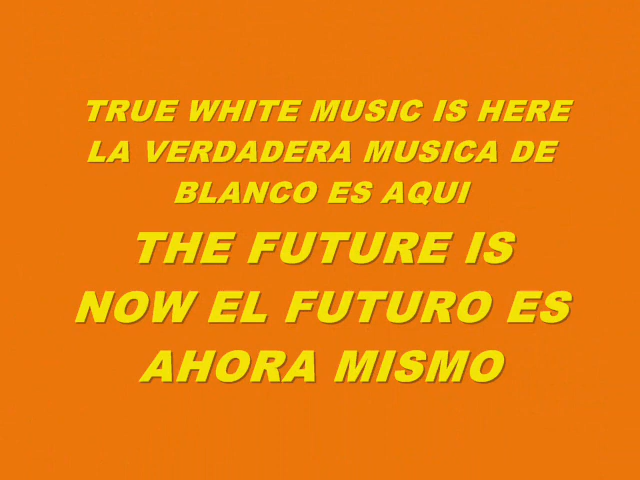 TRUE WHITE MUSIC IS HERE
LA VERDADERA MUSICA DE
BLANCO ES AQUI
THE FUTURE IS
NOW EL FUTURO ES
AHORA MISMO